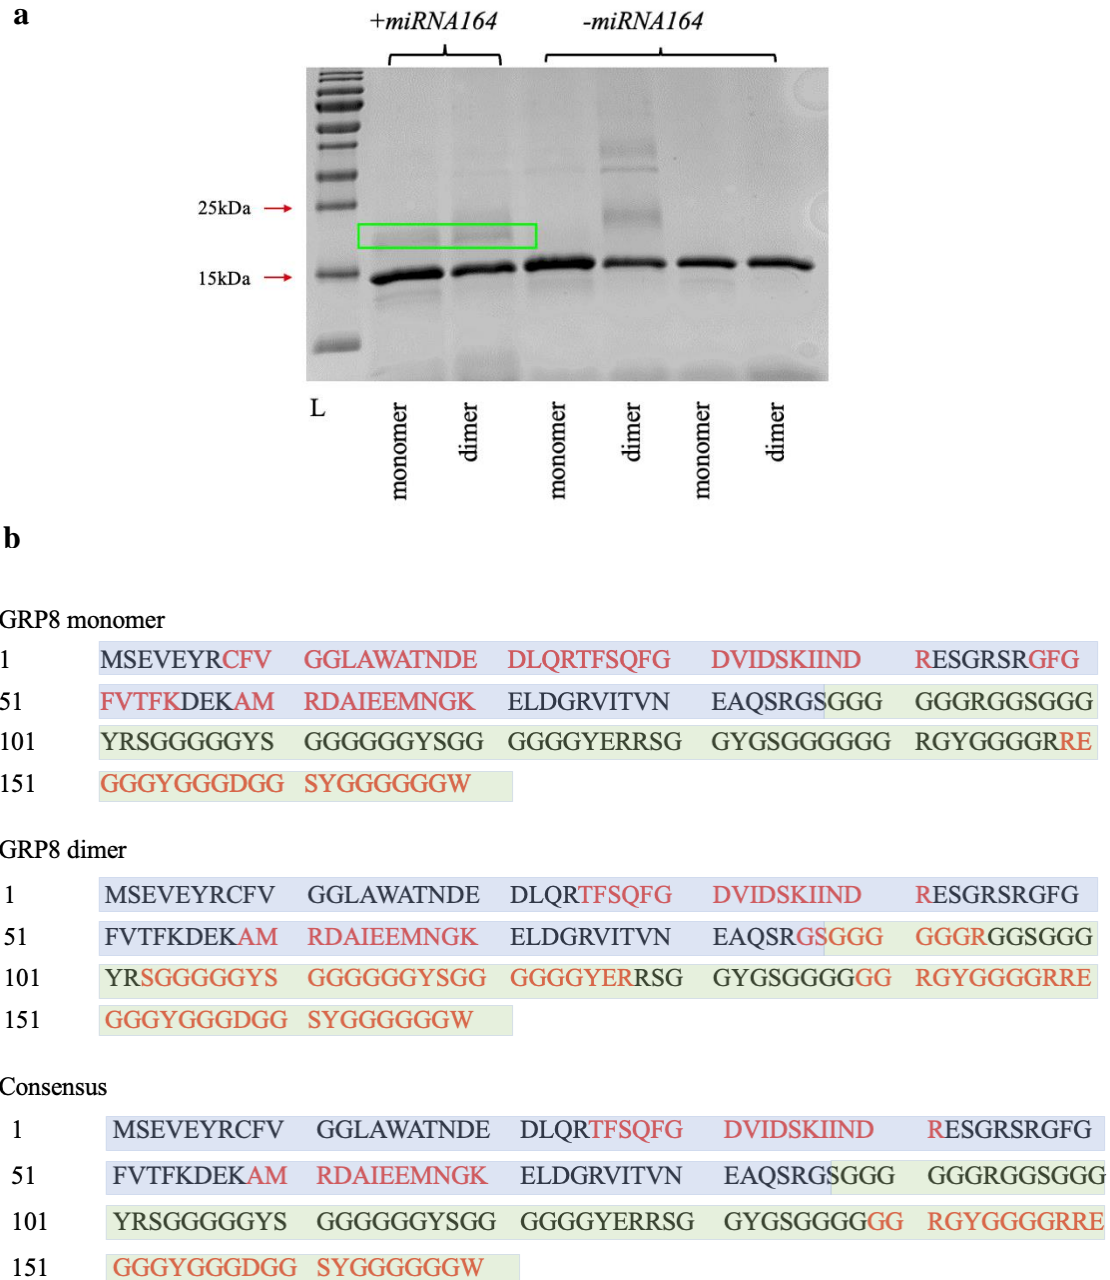 a
+miRNA164 -miRNA164
25kDa
15kDa
L monomer dimer monomer dimer monomer dimer
b
GRP8 monomer
1 MSEVEYRCFV GGLAWATNDE DLQRTFSQFG DVIDSKIIND RESGRSRGFG
51 FVTFKDEKAM RDAIEEMNGK ELDGRVITVN EAQSRGSGGG GGGRGGSGGG
101 YRSGGGGGYS GGGGGGYSGG GGGGYERRSG GYGSGGGGGG RGYGGGGRRE
151 GGGYGGGDGG SYGGGGGGW
GRP8 dimer
1 MSEVEYRCFV GGLAWATNDE DLQRTFSQFG DVIDSKIIND RESGRSRGFG
51 FVTFKDEKAM RDAIEEMNGK ELDGRVITVN EAQSRGSGGG GGGRGGSGGG
101 YRSGGGGGYS GGGGGGYSGG GGGGYERRSG GYGSGGGGGG RGYGGGGRRE
151 GGGYGGGDGG SYGGGGGGW
Consensus
1 MSEVEYRCFV GGLAWATNDE DLQRTFSQFG DVIDSKIIND RESGRSRGFG
51 FVTFKDEKAM RDAIEEMNGK ELDGRVITVN EAQSRGSGGG GGGRGGSGGG
101 YRSGGGGGYS GGGGGGYSGG GGGGYERRSG GYGSGGGGGG RGYGGGGRRE
151 GGGYGGGDGG SYGGGGGGW